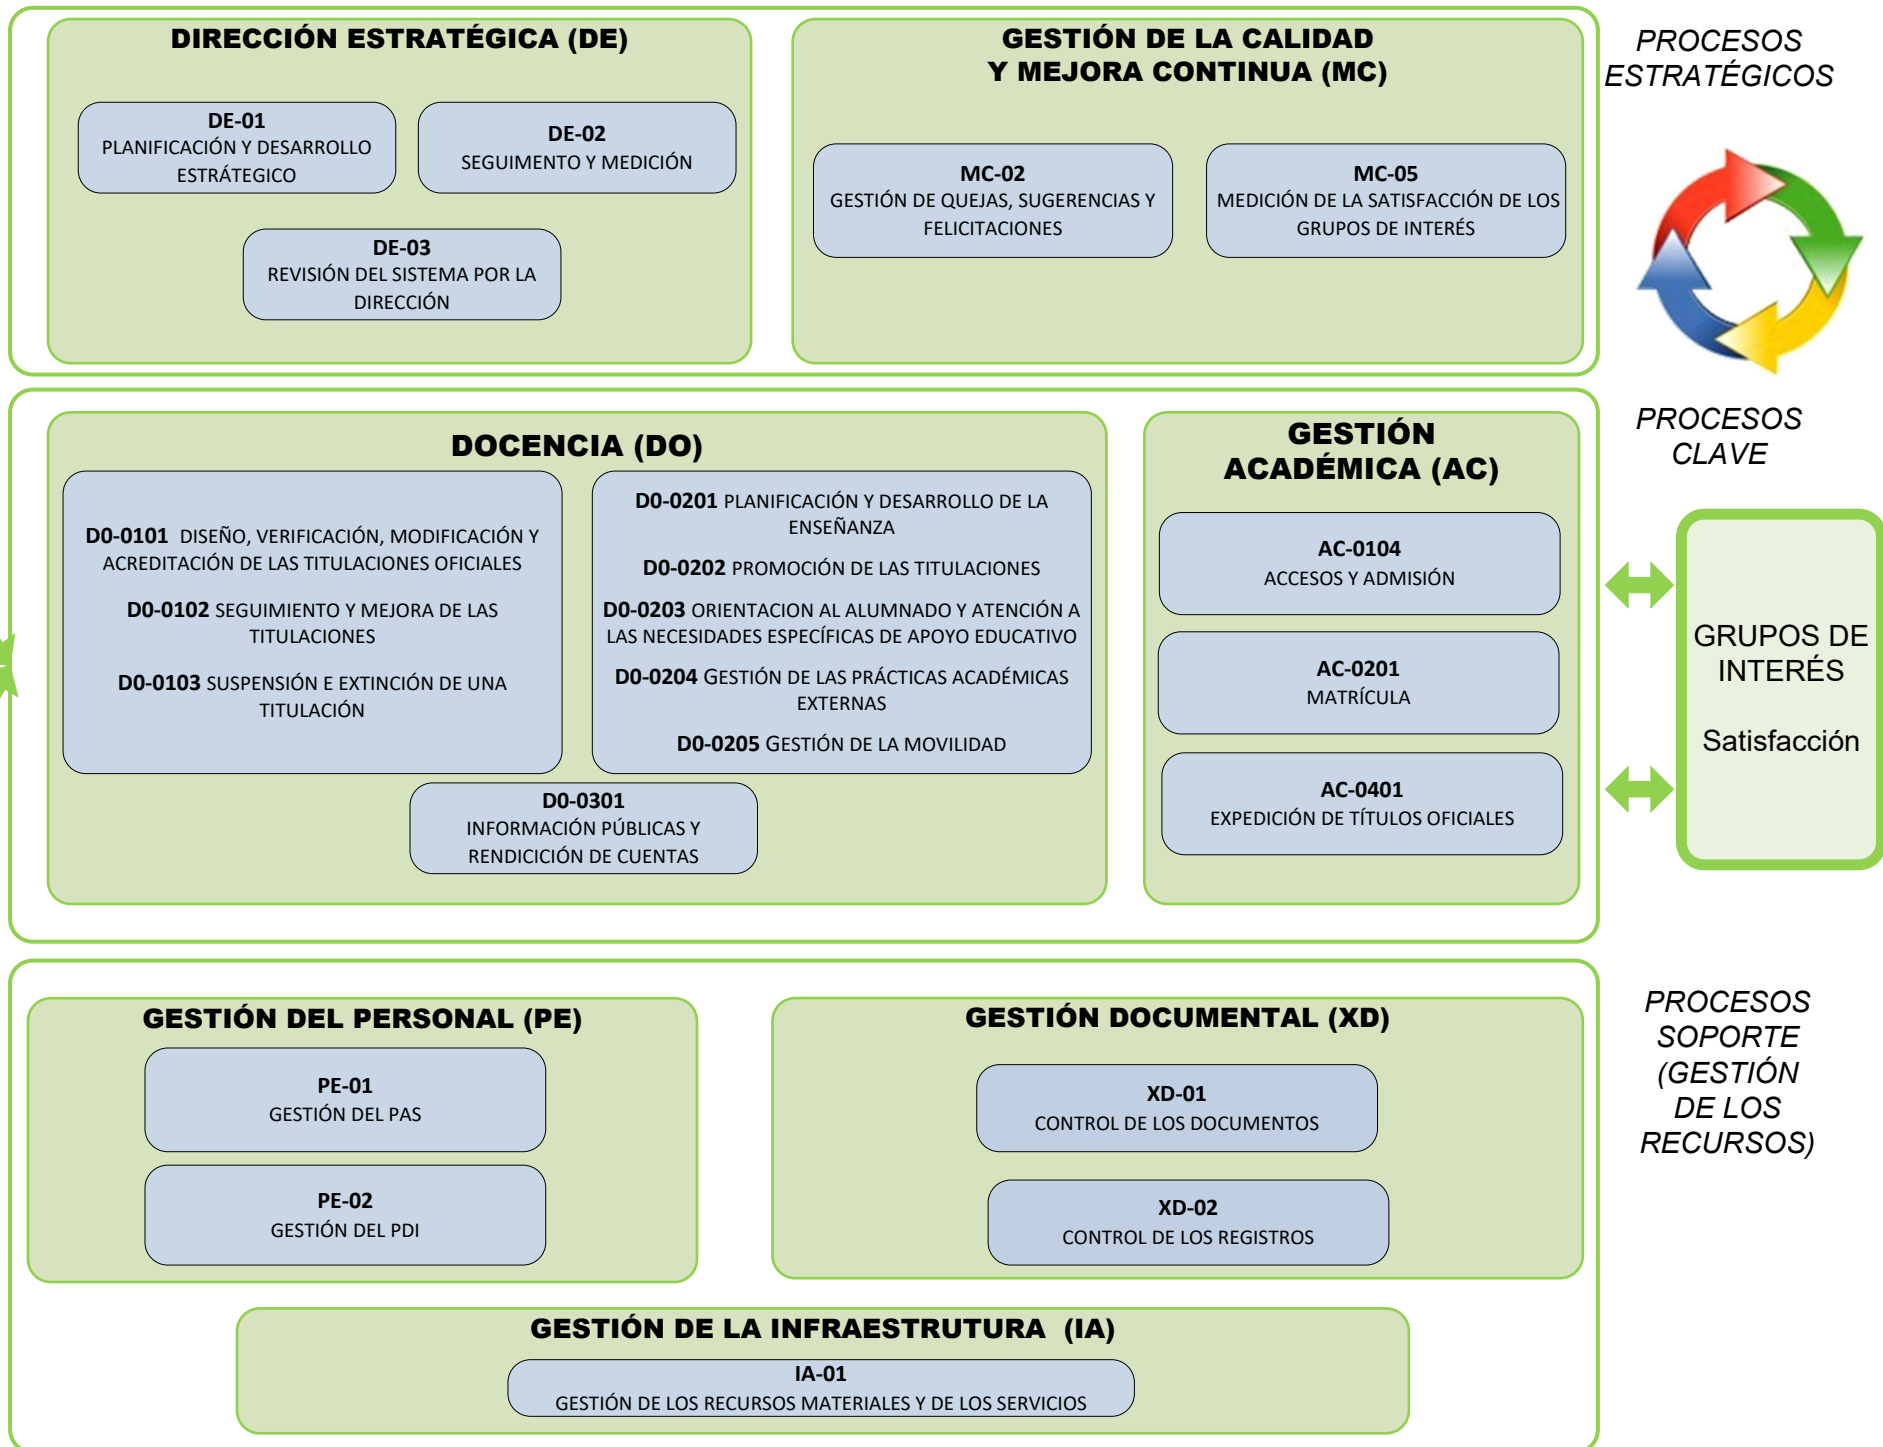 DIRECCIÓN ESTRATÉGICA (DE)
DE-01
PLANIFICACIÓN Y DESARROLLO
ESTRÁTEGICO
DE-02
SEGUIMENTO Y MEDICIÓN
DE-03
REVISIÓN DEL SISTEMA POR LA
DIRECCIÓN
GESTIÓN DE LA CALIDAD
Y MEJORA CONTINUA (MC)
MC-02
GESTIÓN DE QUEJAS, SUGERENCIAS Y
FELICITACIONES
MC-05
MEDICIÓN DE LA SATISFACCIÓN DE LOS
GRUPOS DE INTERÉS
PROCESOS
ESTRATÉGICOS
DOCENCIA (DO)
D0-0101 DISEÑO, VERIFICACIÓN, MODIFICACIÓN Y
ACREDITACIÓN DE LAS TITULACIONES OFICIALES
D0-0102 SEGUIMIENTO Y MEJORA DE LAS
TITULACIONES
D0-0103 SUSPENSIÓN E EXTINCIÓN DE UNA
TITULACIÓN
D0-0201 PLANIFICACIÓN Y DESARROLLO DE LA
ENSEÑANZA
D0-0202 PROMOCIÓN DE LAS TITULACIONES
D0-0203 ORIENTACION AL ALUMNADO Y ATENCIÓN A
LAS NECESIDADES ESPECÍFICAS DE APOYO EDUCATIVO
D0-0204 GESTIÓN DE LAS PRÁCTICAS ACADÉMICAS
EXTERNAS
D0-0205 GESTIÓN DE LA MOVILIDAD
D0-0301
INFORMACIÓN PÚBLICAS Y
RENDICICIÓN DE CUENTAS
GESTIÓN
ACADÉMICA (AC)
AC-0104
ACCESOS Y ADMISIÓN
AC-0201
MATRÍCULA
AC-0401
EXPEDICIÓN DE TÍTULOS OFICIALES
PROCESOS
CLAVE
GRUPOS DE
INTERÉS
Satisfacción
GESTIÓN DEL PERSONAL (PE)
PE-01
GESTIÓN DEL PAS
PE-02
GESTIÓN DEL PDI
GESTIÓN DOCUMENTAL (XD)
XD-01
CONTROL DE LOS DOCUMENTOS
XD-02
CONTROL DE LOS REGISTROS
PROCESOS
SOPORTE
(GESTIÓN
DE LOS
RECURSOS)
GESTIÓN DE LA INFRAESTRUTURA (IA)
IA-01
GESTIÓN DE LOS RECURSOS MATERIALES Y DE LOS SERVICIOS